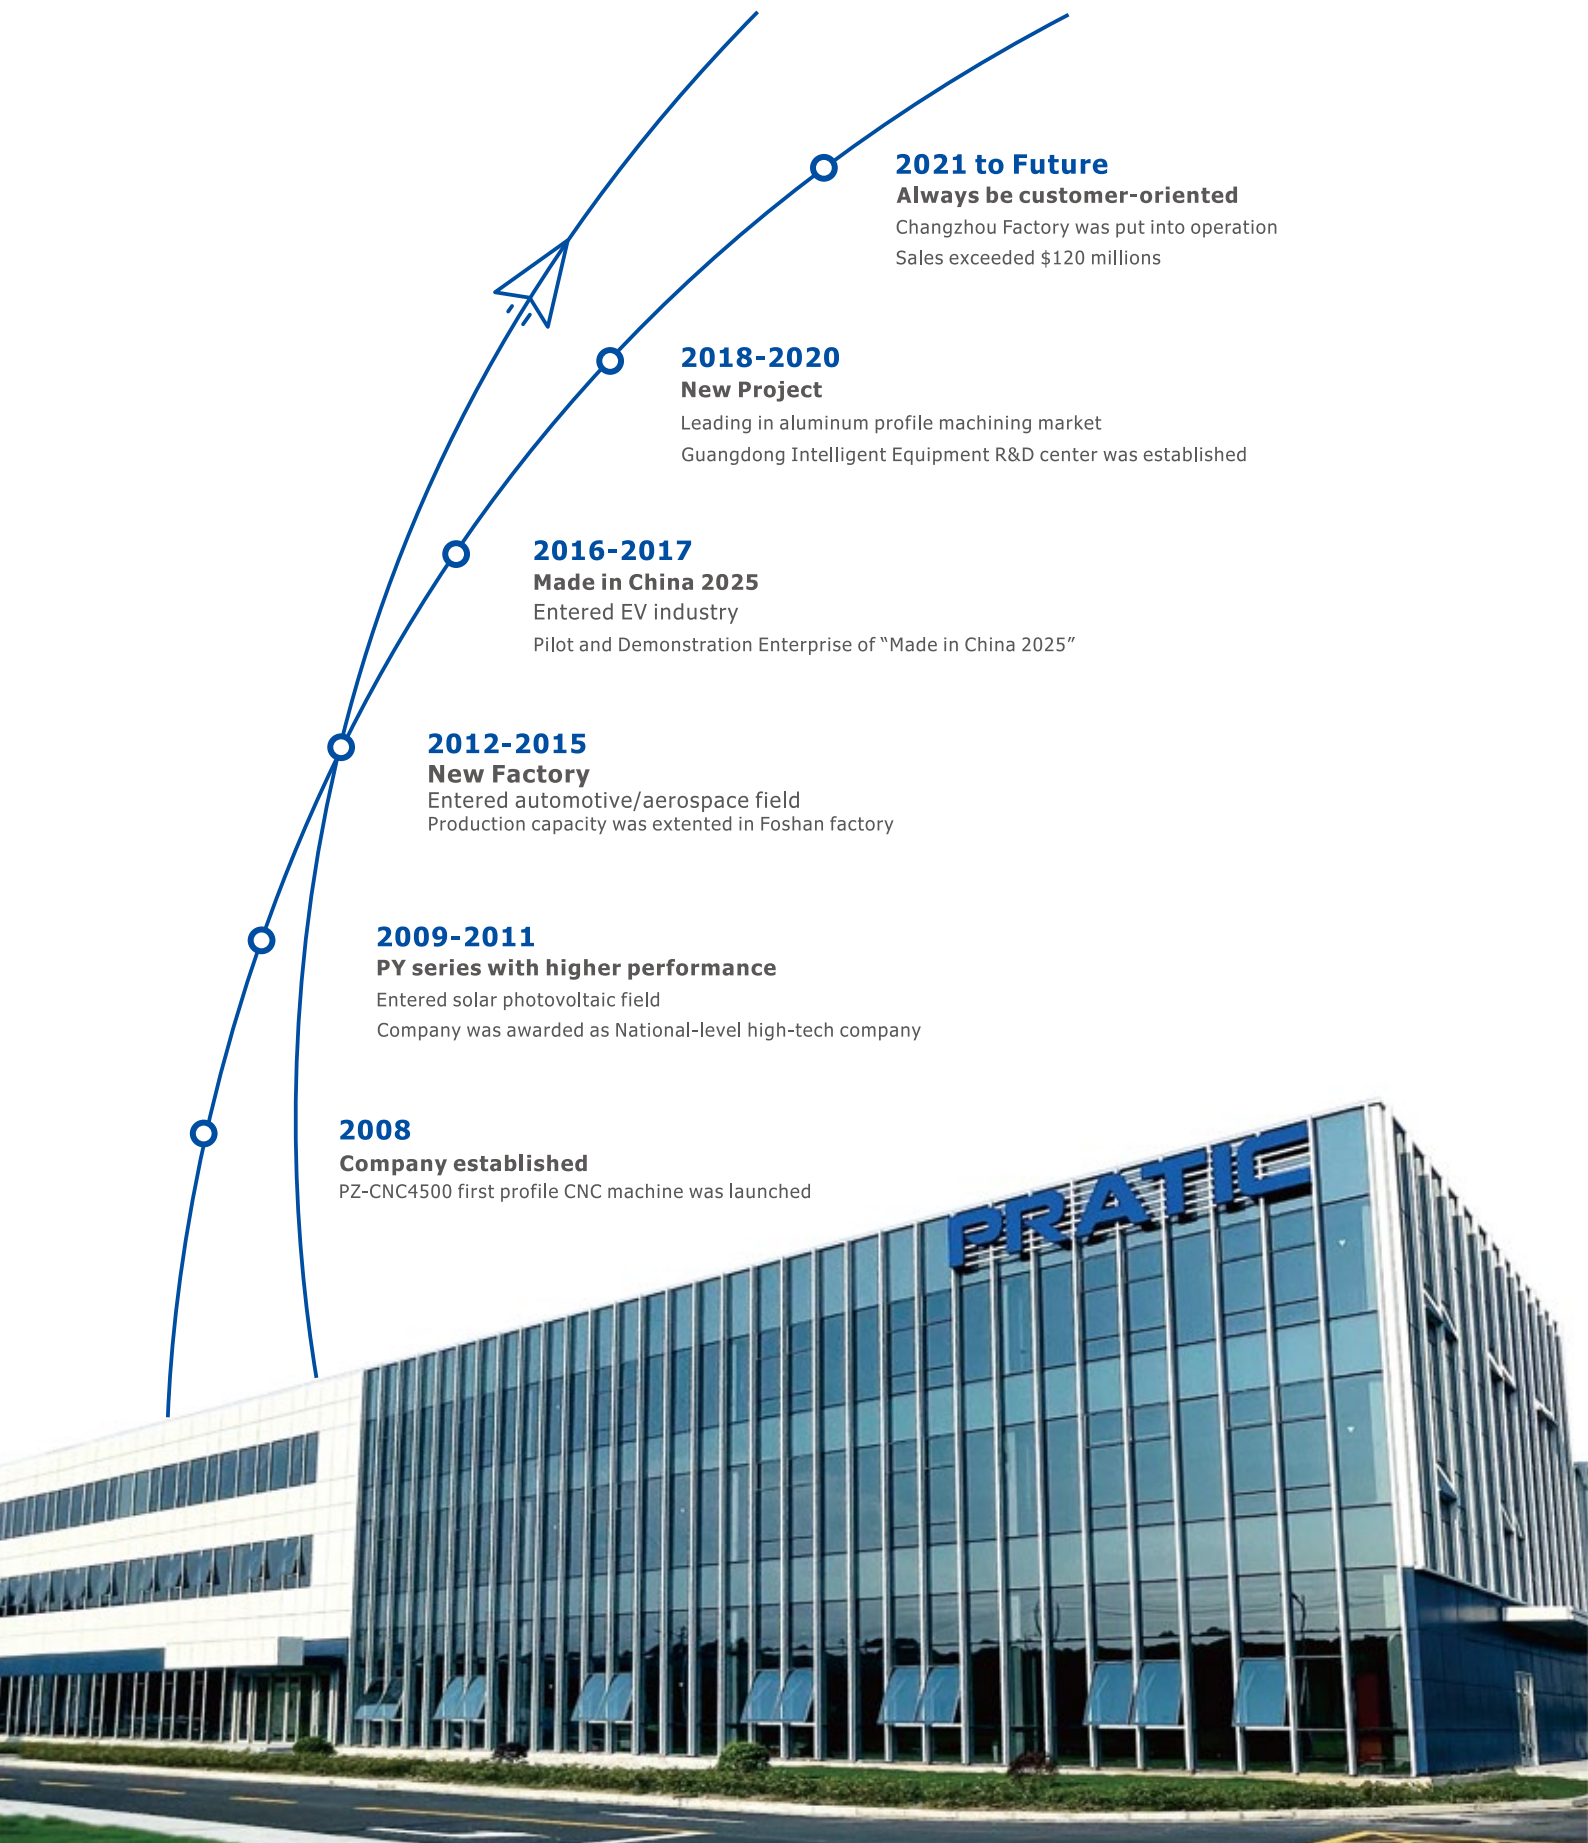 2021 to Future
Always be customer-oriented
Changzhou Factory was put into operation
Sales exceeded $120 millions
2018-2020
New Project
Leading in aluminum profile machining market
Guangdong Intelligent Equipment R&D center was established
2016-2017
Made in China 2025
Entered EV industry
Pilot and Demonstration Enterprise of “Made in China 2025”
2012-2015
New Factory
Entered automotive/aerospace field
Production capacity was extented in Foshan factory
2009-2011
PY series with higher performance
Entered solar photovoltaic field
Company was awarded as National-level high-tech company
2008
Company established
PZ-CNC4500 first profile CNC machine was launched
PRATIC